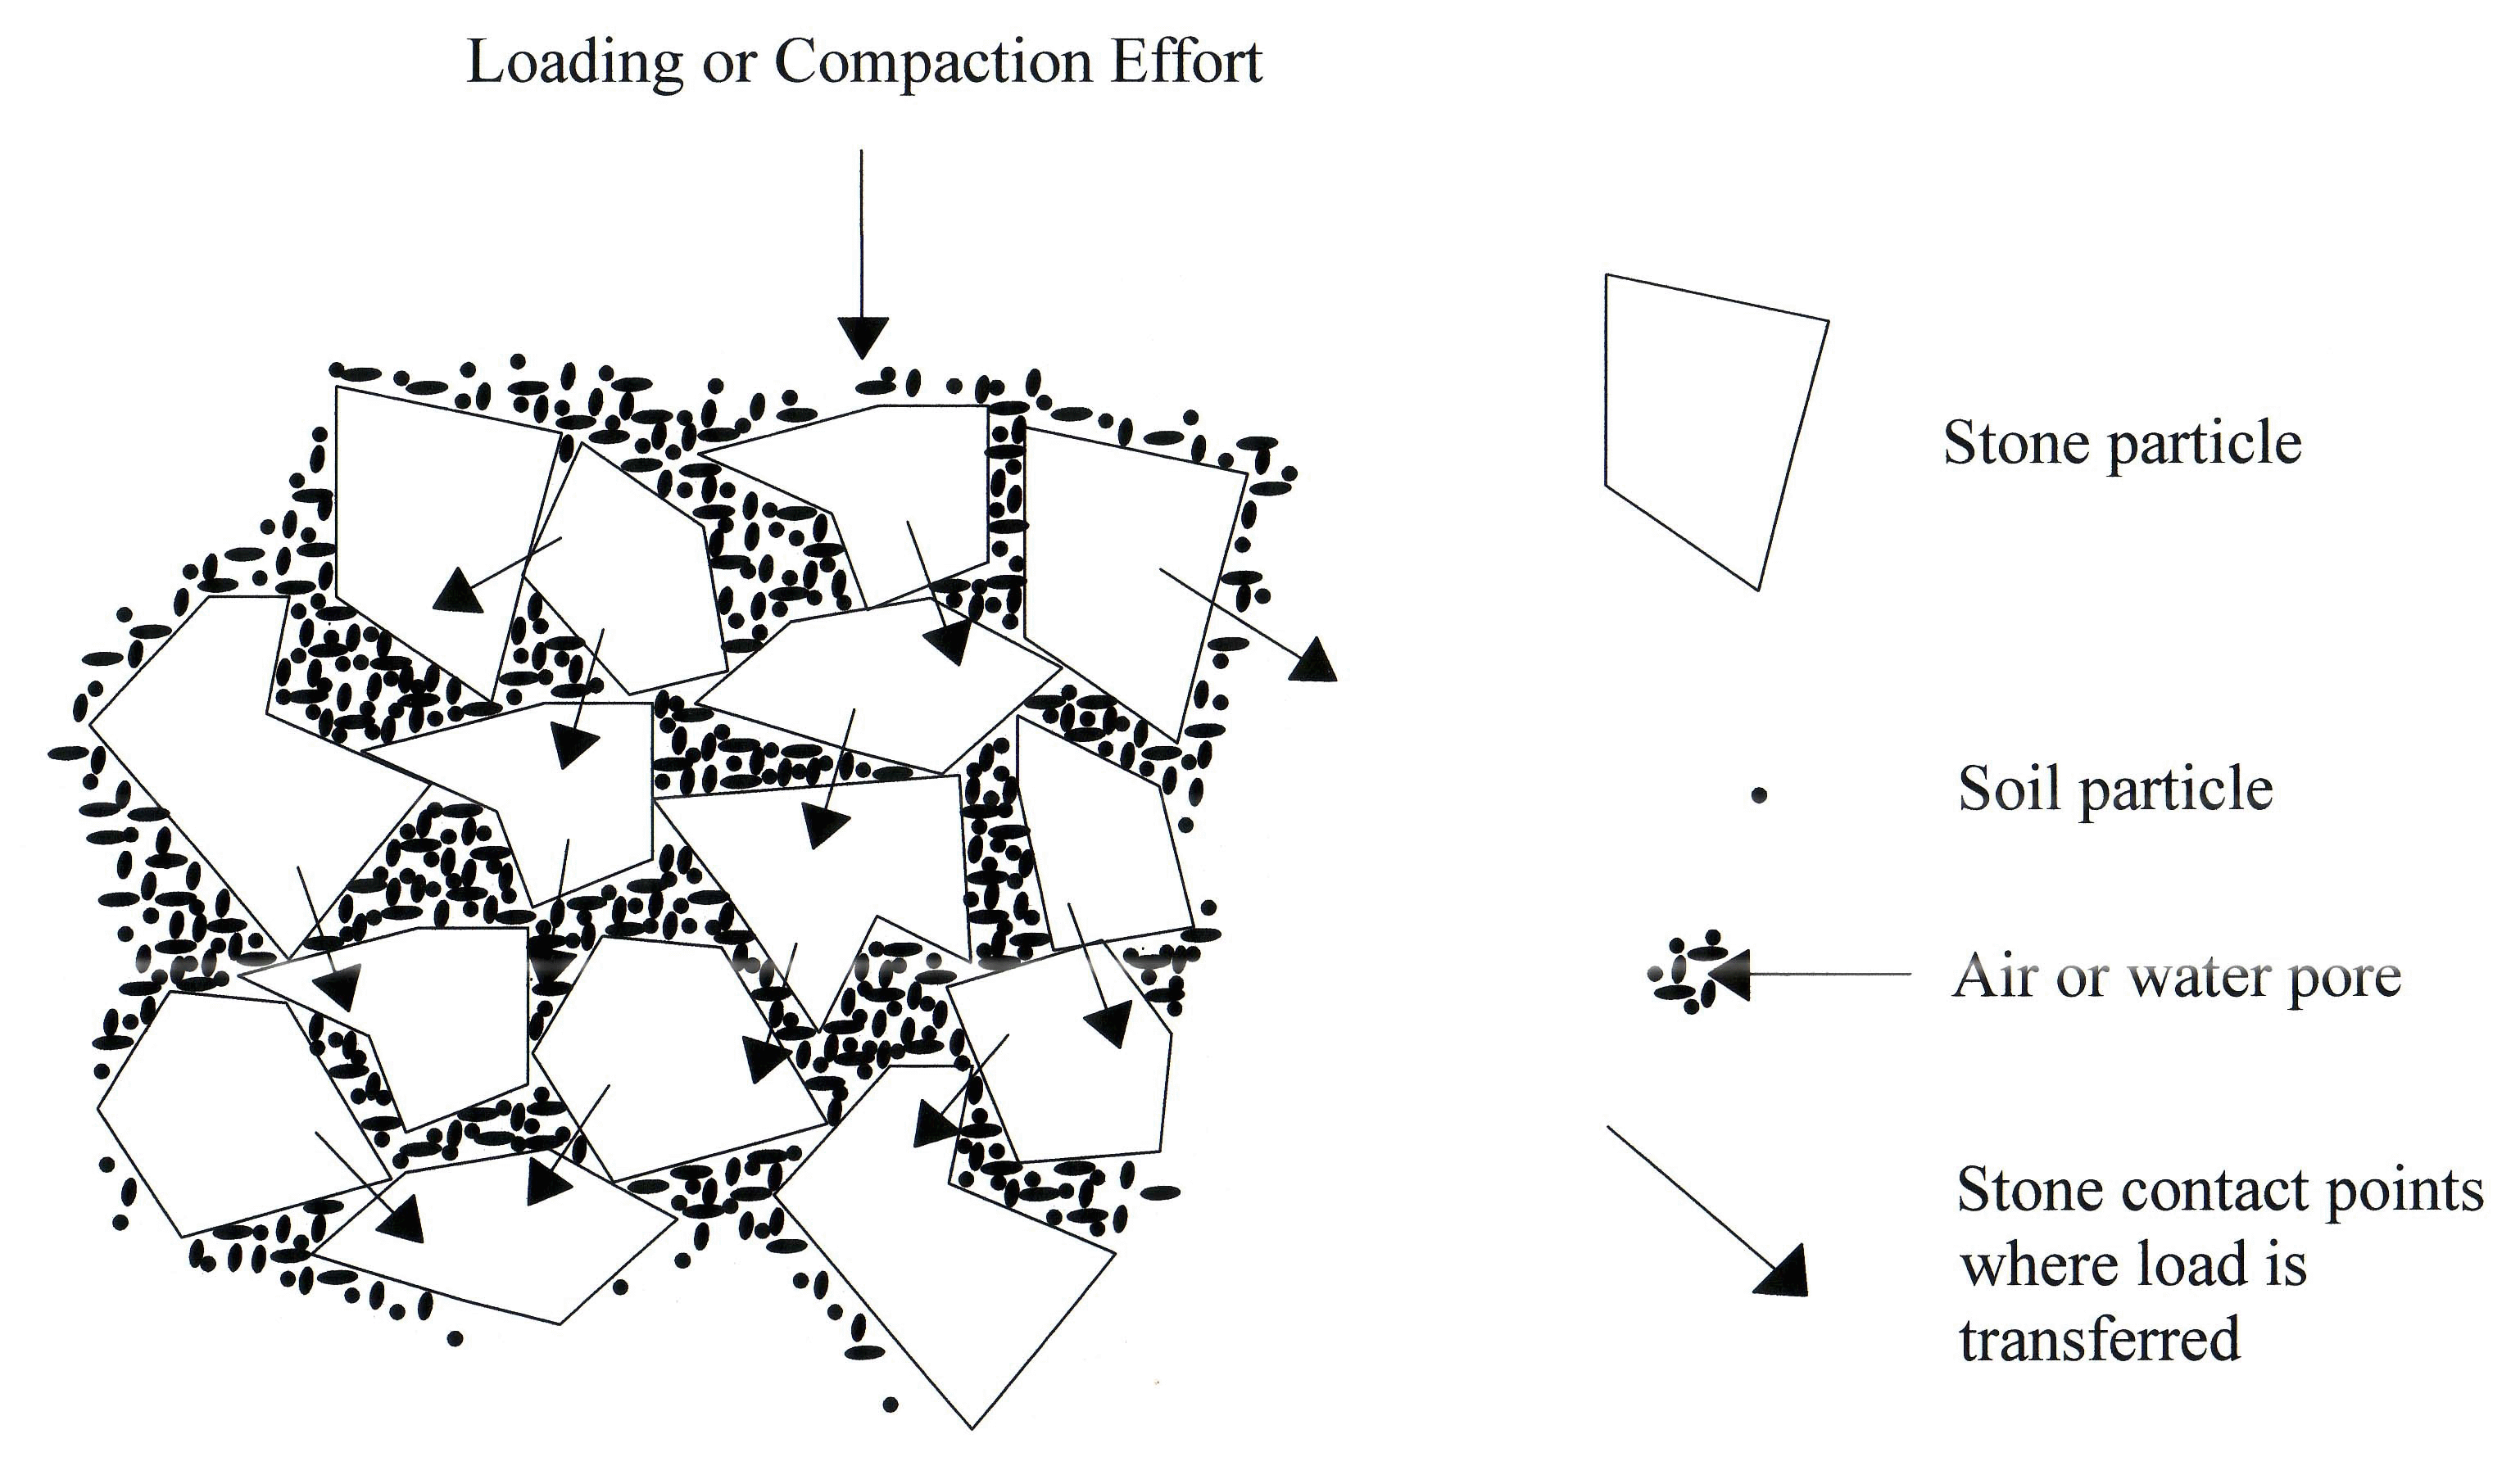 Loading or Compaction Effort
Stone particle
Soil particle
Air or water pore
Stone contact points
where load is
transferred